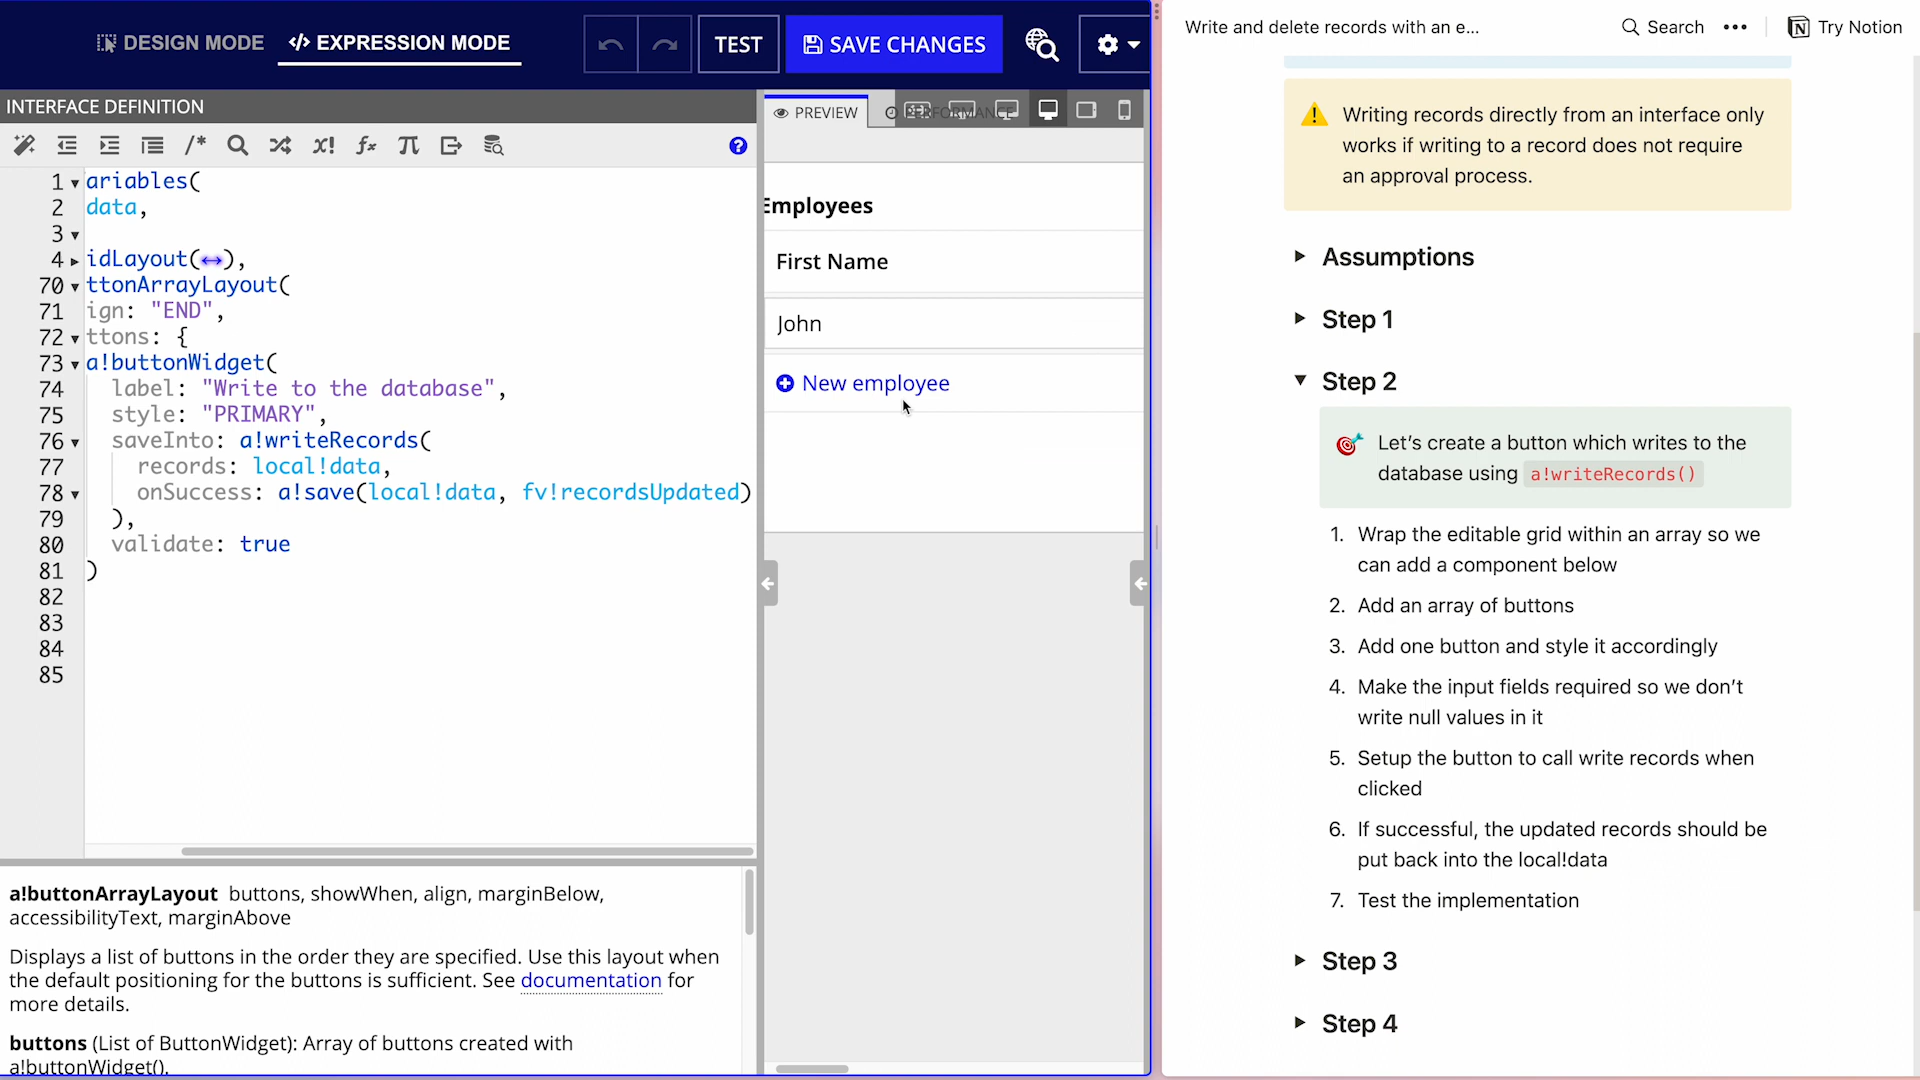 DESIGN MODE
EXPRESSION MODE
TEST
SAVE CHANGES
INTERFACE DEFINITION
PREVIEW
PERFORMANCE
1 ariables(
2 data,
3
4 idLayout(↔),
70 ttonArrayLayout(
71 ign: "END",
72 ttons: {
73 a!buttonWidget(
74 label: "Write to the database",
75 style: "PRIMARY",
76 saveInto: a!writeRecords(
77 records: local!data,
78 onSuccess: a!save(local!data, fv!recordsUpdated)
79 ),
80 validate: true
81 )
82
83
84
85
a!buttonArrayLayout buttons, showWhen, align, marginBelow,
accessibilityText, marginAbove
Displays a list of buttons in the order they are specified. Use this layout when
the default positioning for the buttons is sufficient. See documentation for
more details.
buttons (List of ButtonWidget): Array of buttons created with
a!buttonWidget().
Employees
First Name
John
New employee
Write and delete records with an e...
Search
Try Notion
Writing records directly from an interface only
works if writing to a record does not require
an approval process.
Assumptions
Step 1
Step 2
Let's create a button which writes to the
database using a!writeRecords()
1. Wrap the editable grid within an array so we
can add a component below
2. Add an array of buttons
3. Add one button and style it accordingly
4. Make the input fields required so we don't
write null values in it
5. Setup the button to call write records when
clicked
6. If successful, the updated records should be
put back into the local!data
7. Test the implementation
Step 3
Step 4